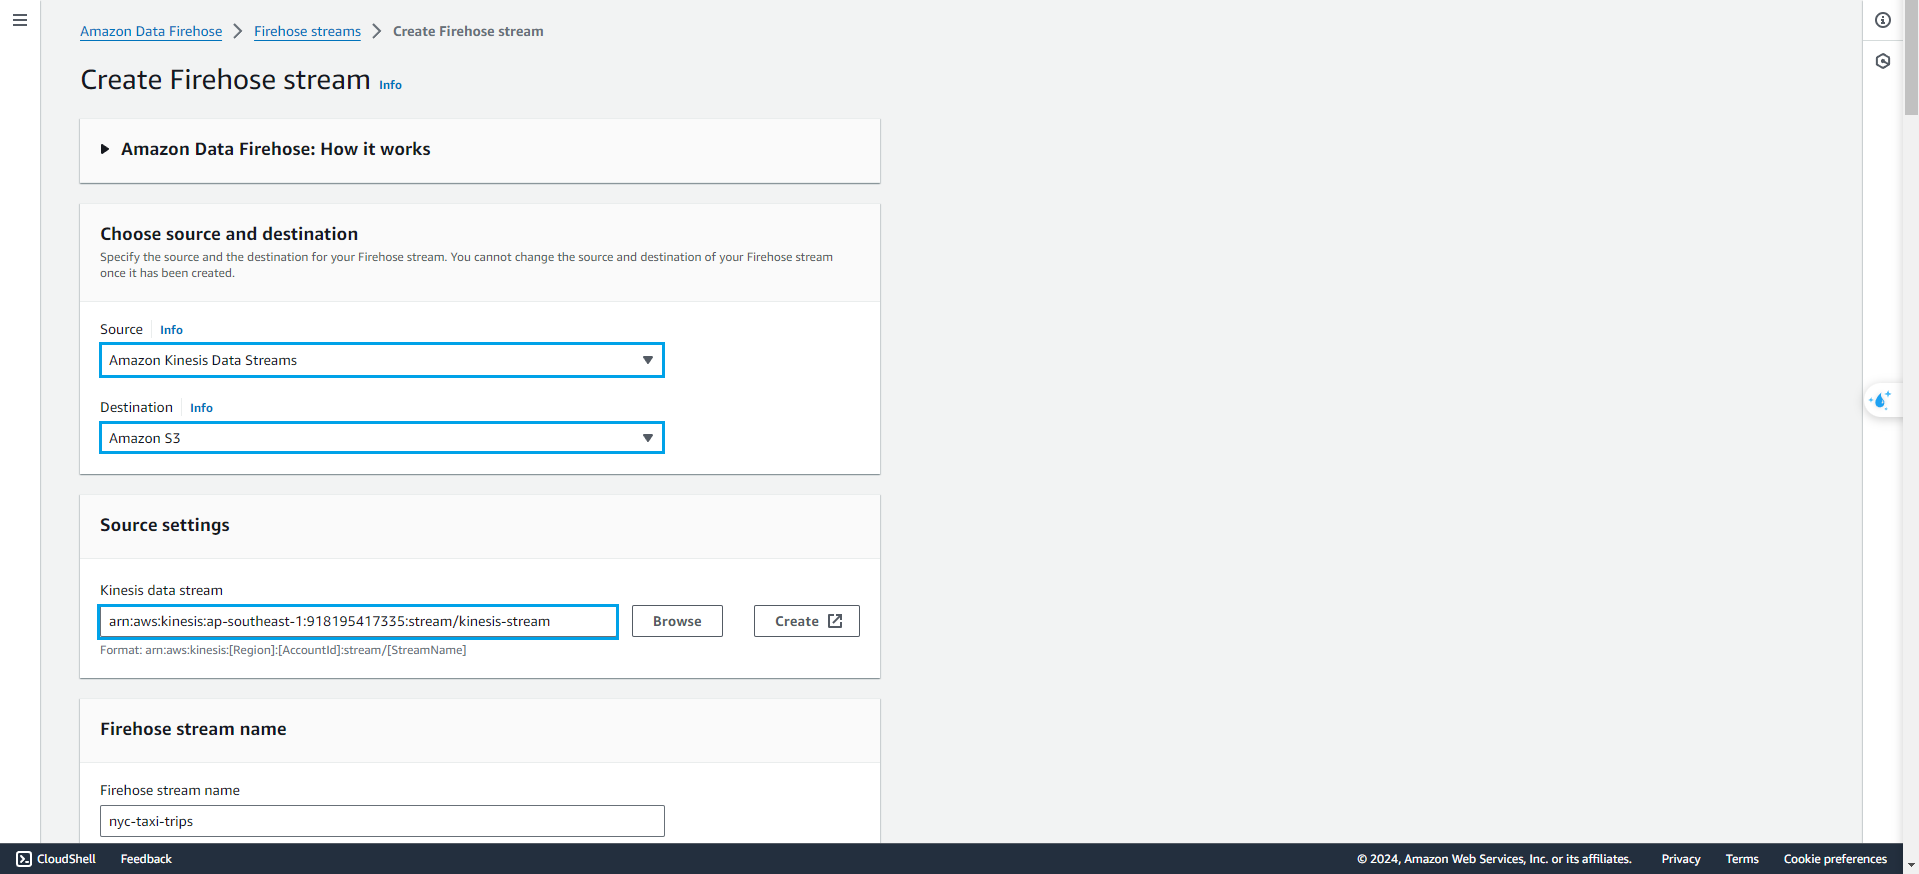 Amazon Data Firehose > Firehose streams > Create Firehose stream
Create Firehose stream Info
Amazon Data Firehose: How it works
Choose source and destination
Specify the source and the destination for your Firehose stream. You cannot change the source and destination of your Firehose stream
once it has been created.
Source Info
Amazon Kinesis Data Streams
Destination Info
Amazon S3
Source settings
Kinesis data stream
arn:aws:kinesis:ap-southeast-1:918195417335:stream/kinesis-stream Browse Create
Format: arn:aws:kinesis:[Region]:[AccountId]:stream/[StreamName]
Firehose stream name
Firehose stream name
nyc-taxi-trips
CloudShell Feedback © 2024, Amazon Web Services, Inc. or its affiliates. Privacy Terms Cookie preferences